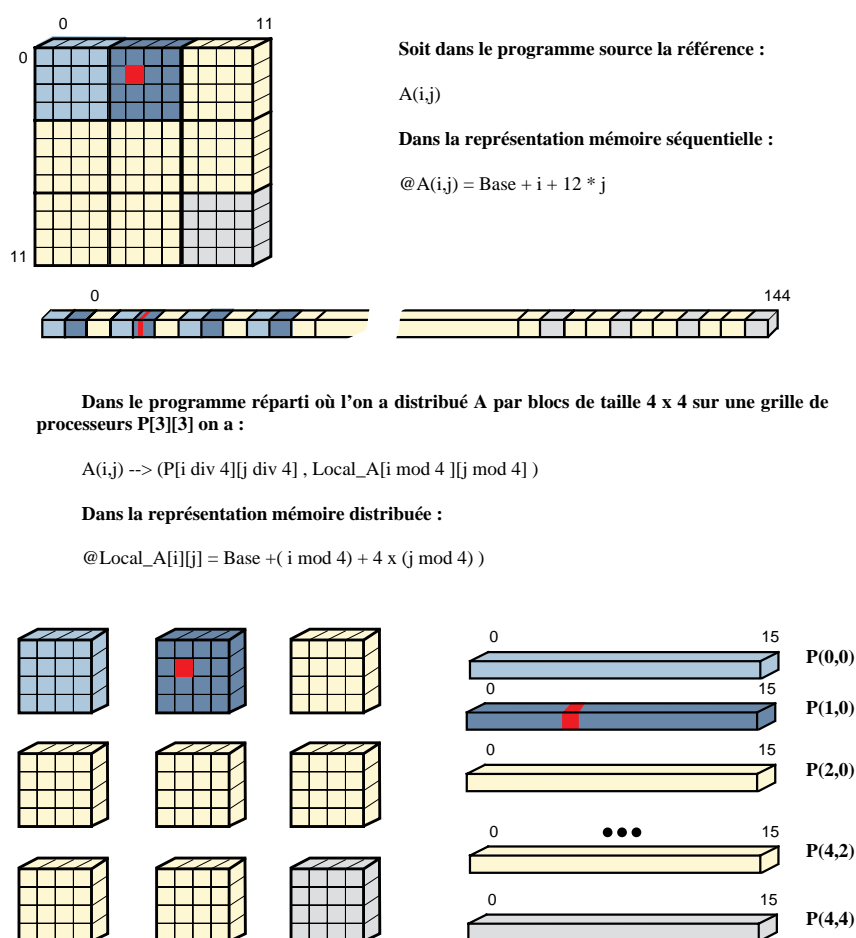 0 11
0
11
Soit dans le programme source la référence :
A(i,j)
Dans la représentation mémoire séquentielle :
@A(i,j) = Base + i + 12 * j
0 144
Dans le programme réparti où l'on a distribué A par blocs de taille 4 x 4 sur une grille de
processeurs P[3][3] on a :
A(i,j) --> (P[i div 4][j div 4] , Local_A[i mod 4 ][j mod 4] )
Dans la représentation mémoire distribuée :
@Local_A[i][j] = Base +( i mod 4) + 4 x (j mod 4) )
0 15 P(0,0)
0 15 P(1,0)
0 15 P(2,0)
0 ••• 15 P(4,2)
0 15 P(4,4)